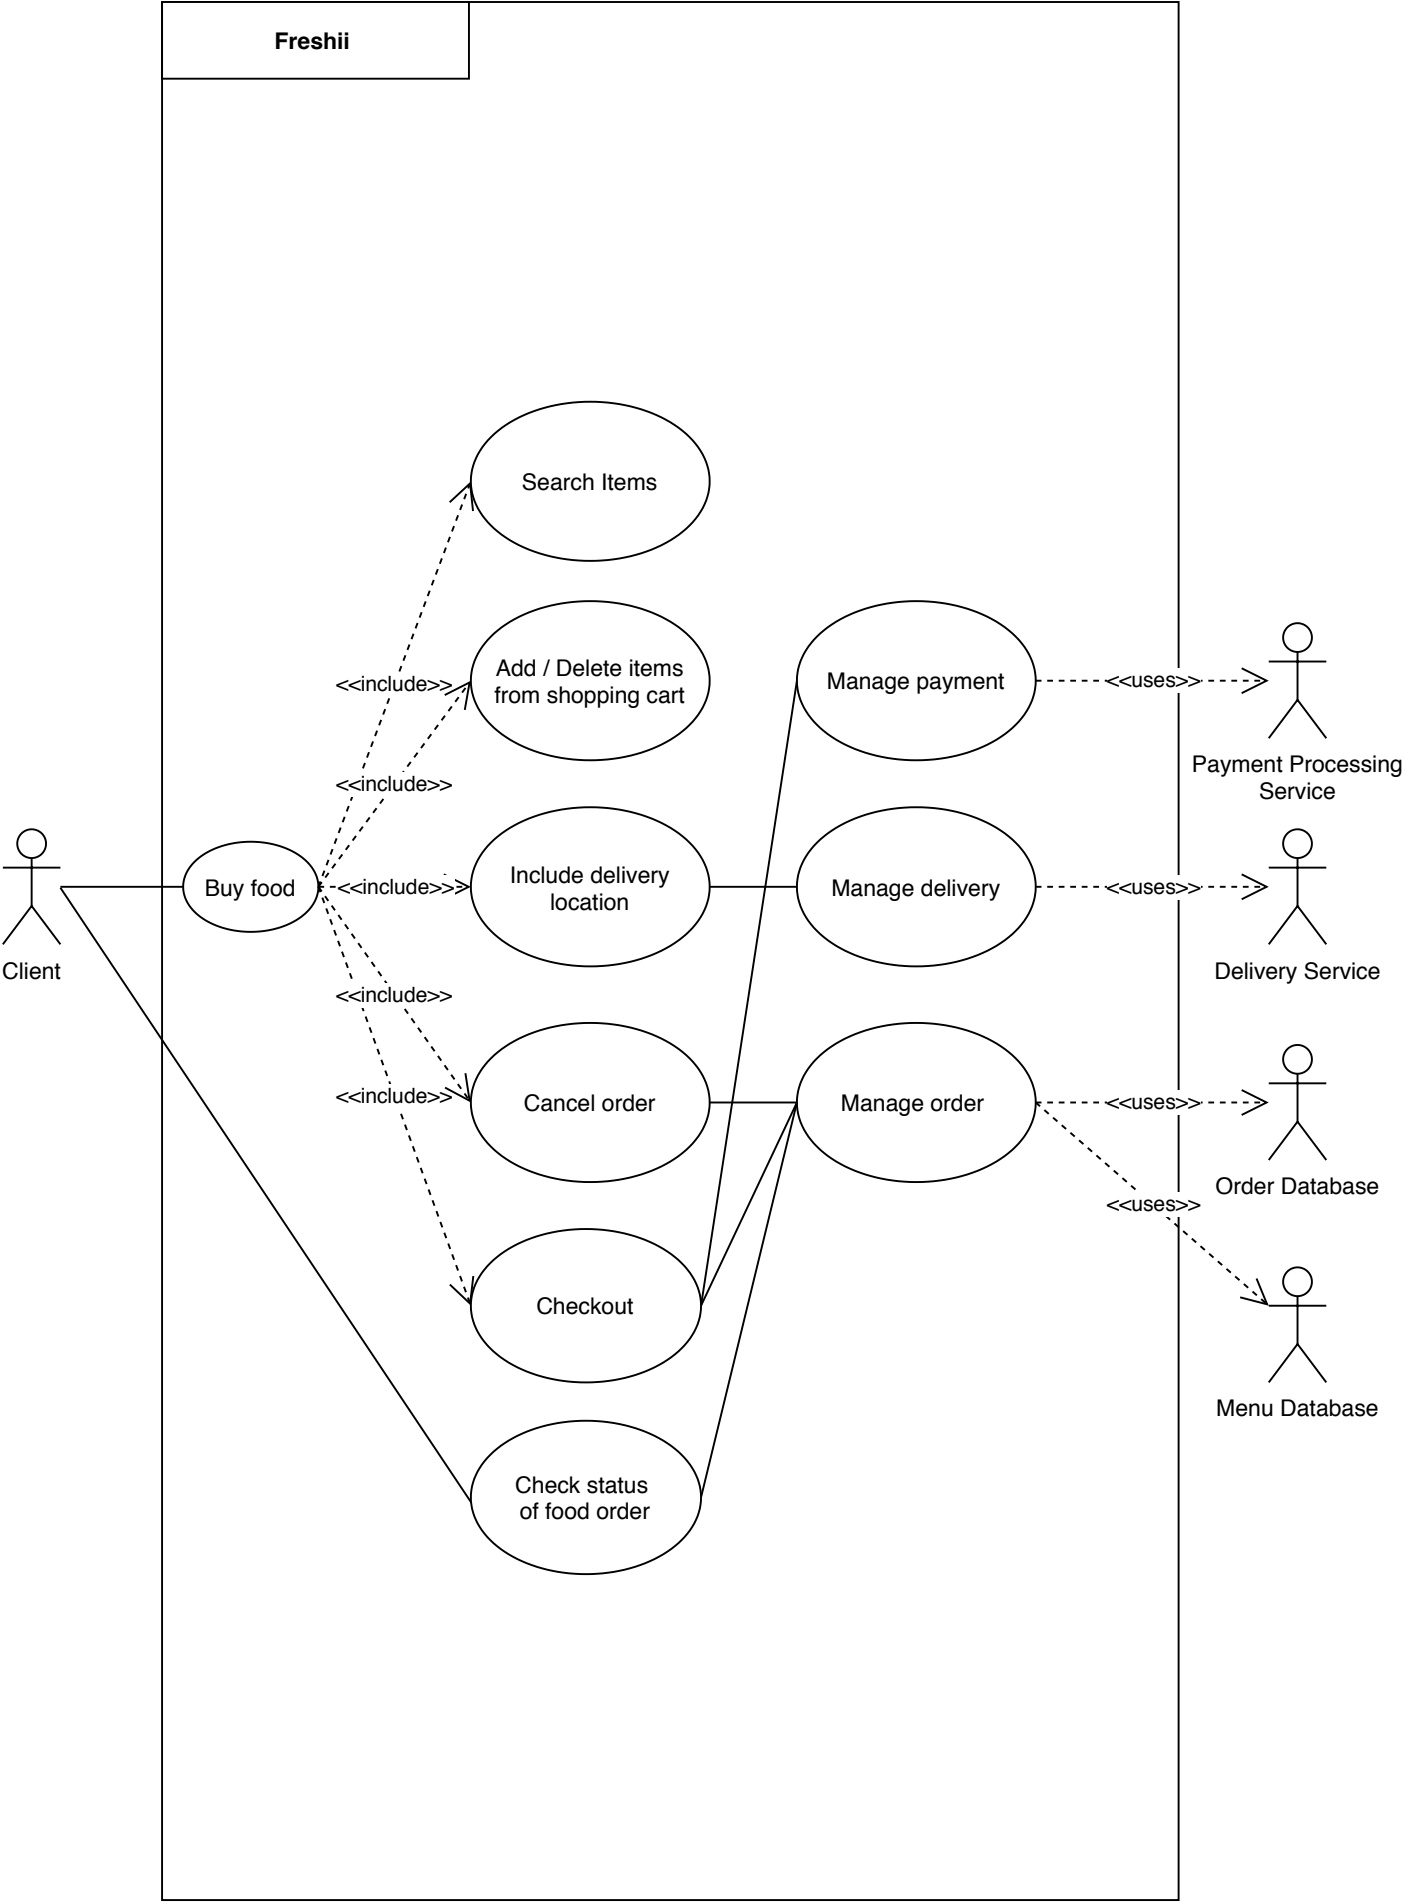 Freshii
Search Items
Add / Delete items
from shopping cart
Manage payment
<<include>>
<<uses>>
Payment Processing
Service
<<include>>
Buy food
<<include>>
Include delivery
location
Manage delivery
<<uses>>
Client
Delivery Service
<<include>>
<<include>>
Cancel order
Manage order
<<uses>>
Order Database
<<uses>>
Checkout
Menu Database
Check status
of food order